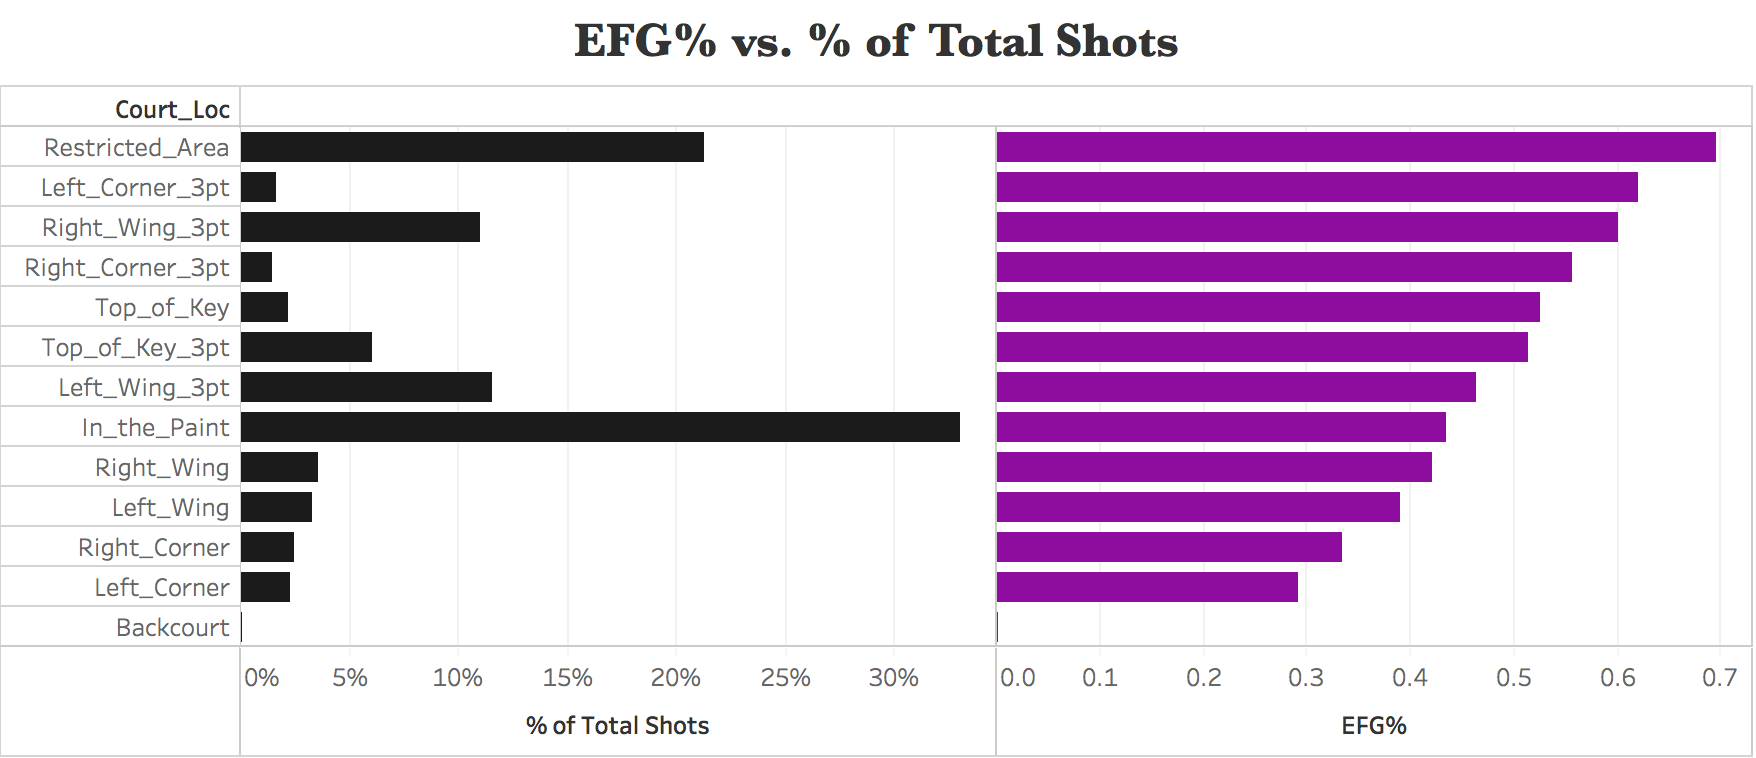 EFG% vs. % of Total Shots
Court_Loc
Restricted_Area
Left_Corner_3pt
Right_Wing_3pt
Right_Corner_3pt
Top_of_Key
Top_of_Key_3pt
Left_Wing_3pt
In_the_Paint
Right_Wing
Left_Wing
Right_Corner
Left_Corner
Backcourt
0% 5% 10% 15% 20% 25% 30% 0.0 0.1 0.2 0.3 0.4 0.5 0.6 0.7
% of Total Shots EFG%